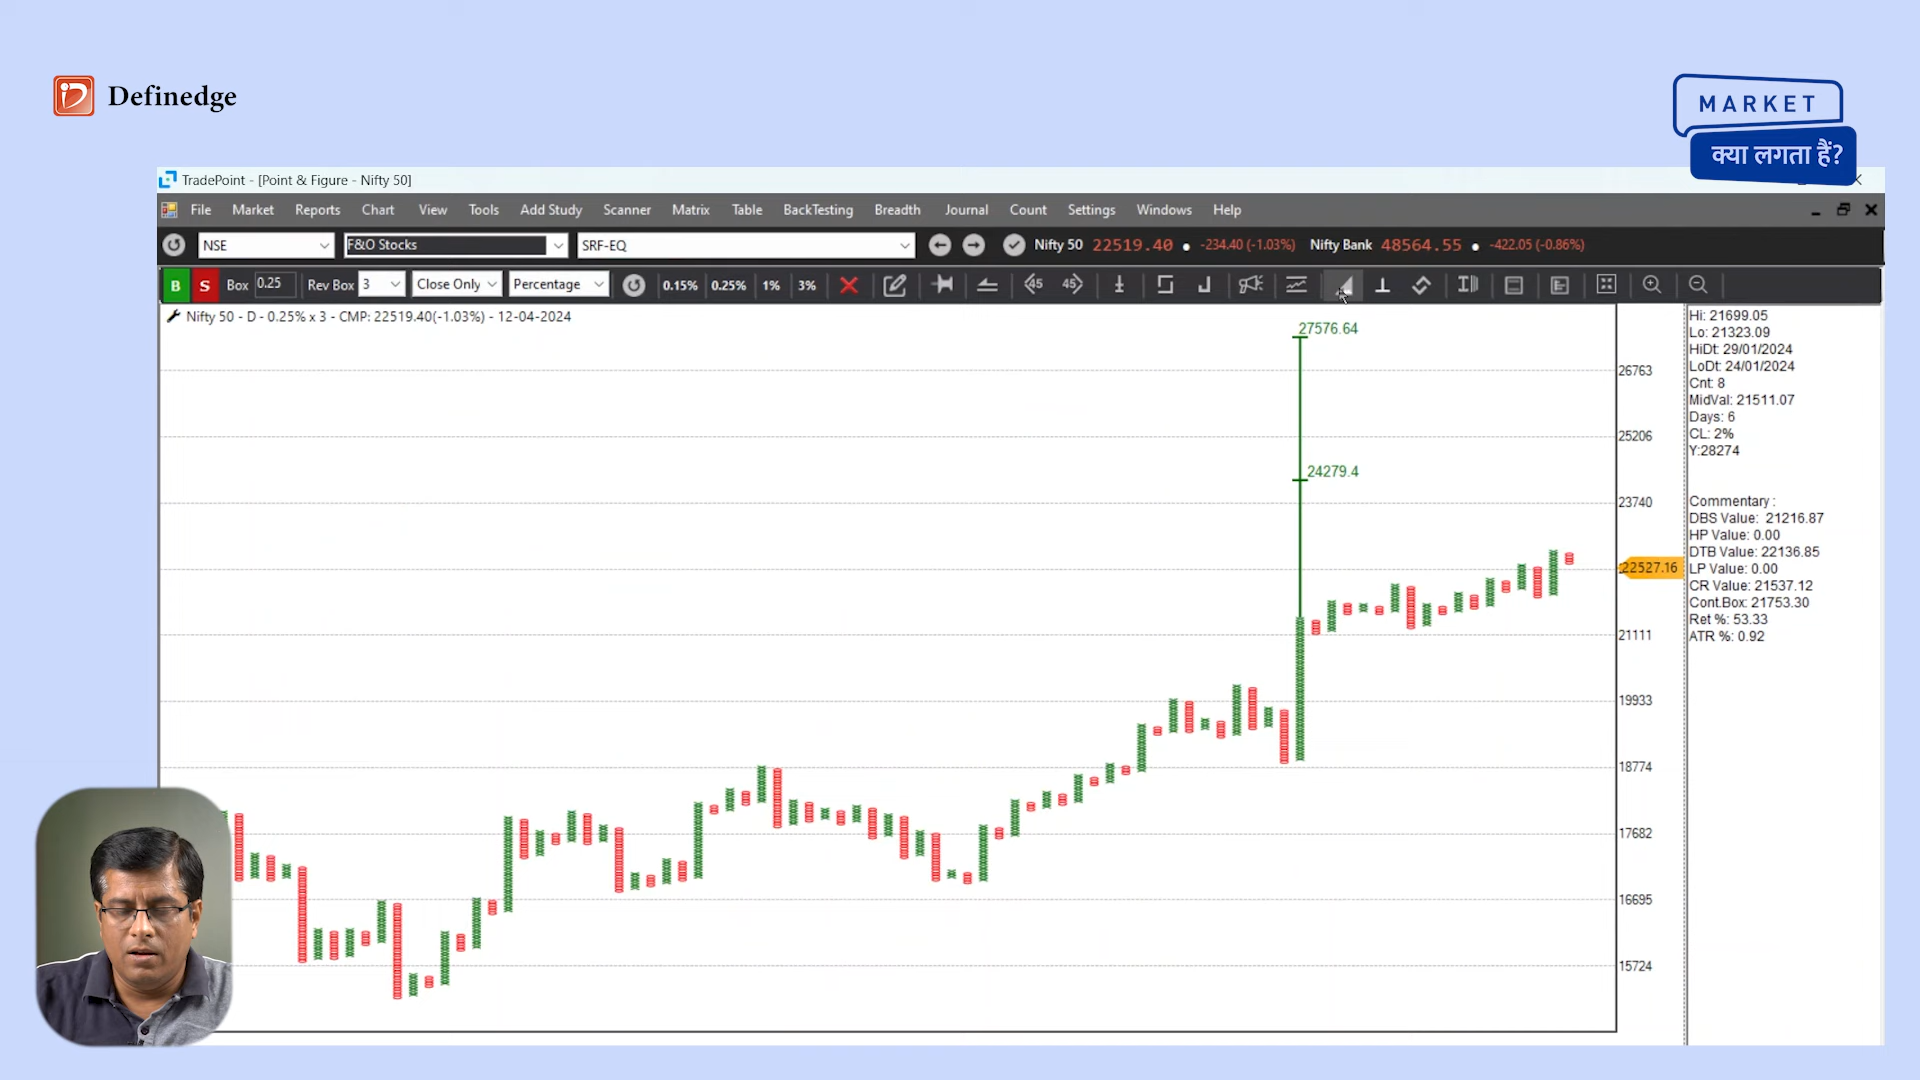 Definedge
MARKET
क्या लगता हैं?
TradePoint - [Point & Figure - Nifty 50]
File Market Reports Chart View Tools Add Study Scanner Matrix Table BackTesting Breadth Journal Count Settings Windows Help
NSE F&O Stocks SRF-EQ Nifty 50 22519.40 • -234.40 (-1.03%) Nifty Bank 48564.55 • -422.05 (-0.86%)
B S Box 0.25 Rev Box 3 Close Only Percentage 0.15% 0.25% 1% 3% 45 45
Nifty 50 - D - 0.25% x 3 - CMP: 22519.40(-1.03%) - 12-04-2024
27576.64
24279.4
26763
25206
23740
22527.16
21111
19933
18774
17682
16695
15724
Hi: 21699.05
Lo: 21323.09
HiDt: 29/01/2024
LoDt: 24/01/2024
Cnt: 8
MidVal: 21511.07
Days: 6
CL: 2%
Y:28274
Commentary :
DBS Value: 21216.87
HP Value: 0.00
DTB Value: 22136.85
LP Value: 0.00
CR Value: 21537.12
Cont.Box: 21753.30
Ret %: 53.33
ATR %: 0.92